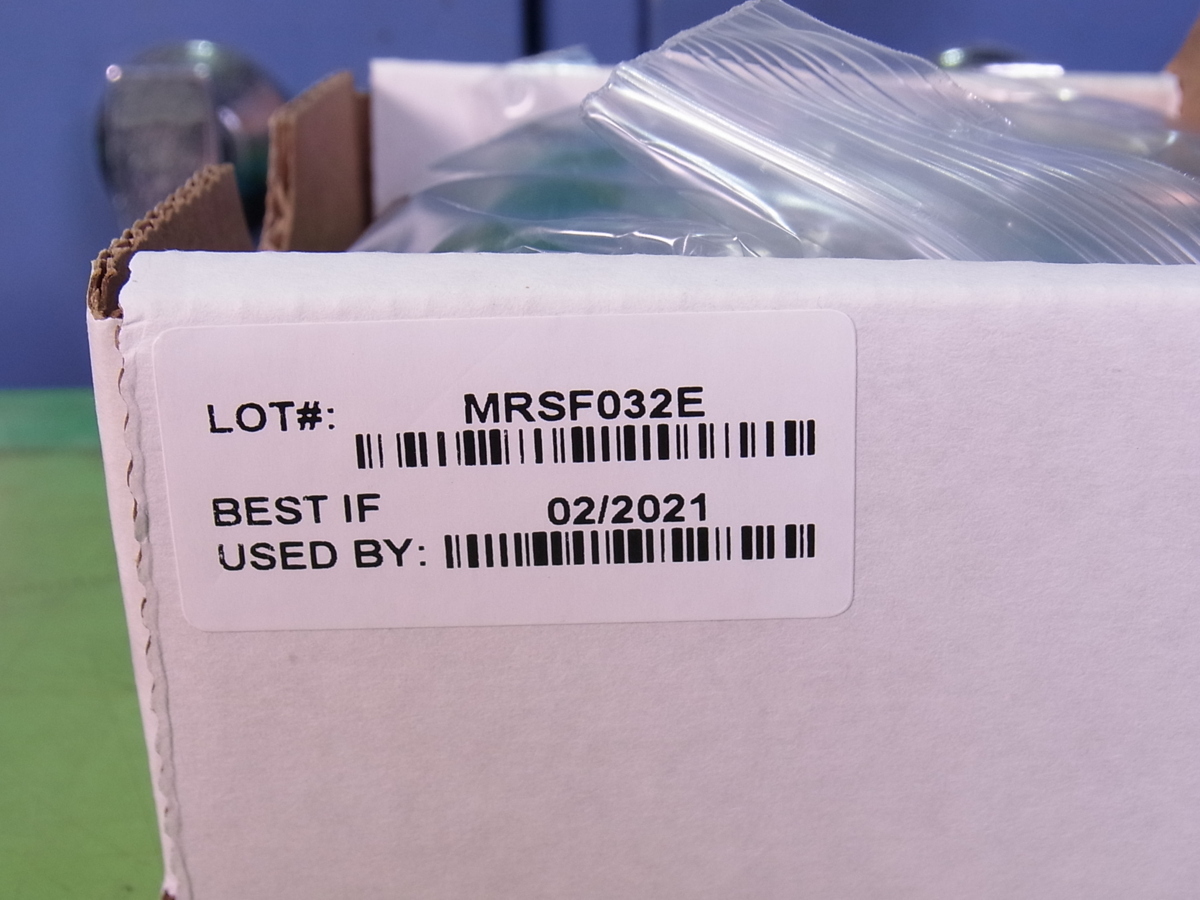 LOT#: MRSF032E
BEST IF 02/2021
USED BY: